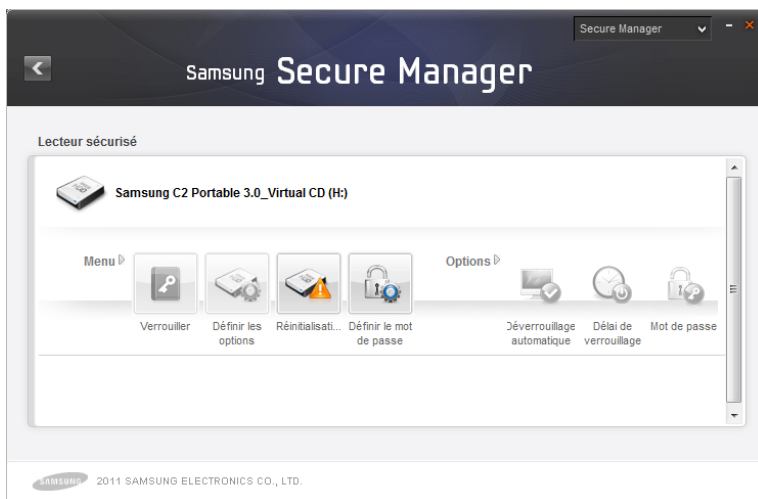 Secure Manager
Samsung Secure Manager
Lecteur sécurisé
Samsung C2 Portable 3.0_Virtual CD (H:)
Menu
Options
Verrouiller
Définir les
options
Réinitialisati...
Définir le mot
de passe
Déverrouillage
automatique
Délai de
verrouillage
Mot de passe
SAMSUNG 2011 SAMSUNG ELECTRONICS CO., LTD.